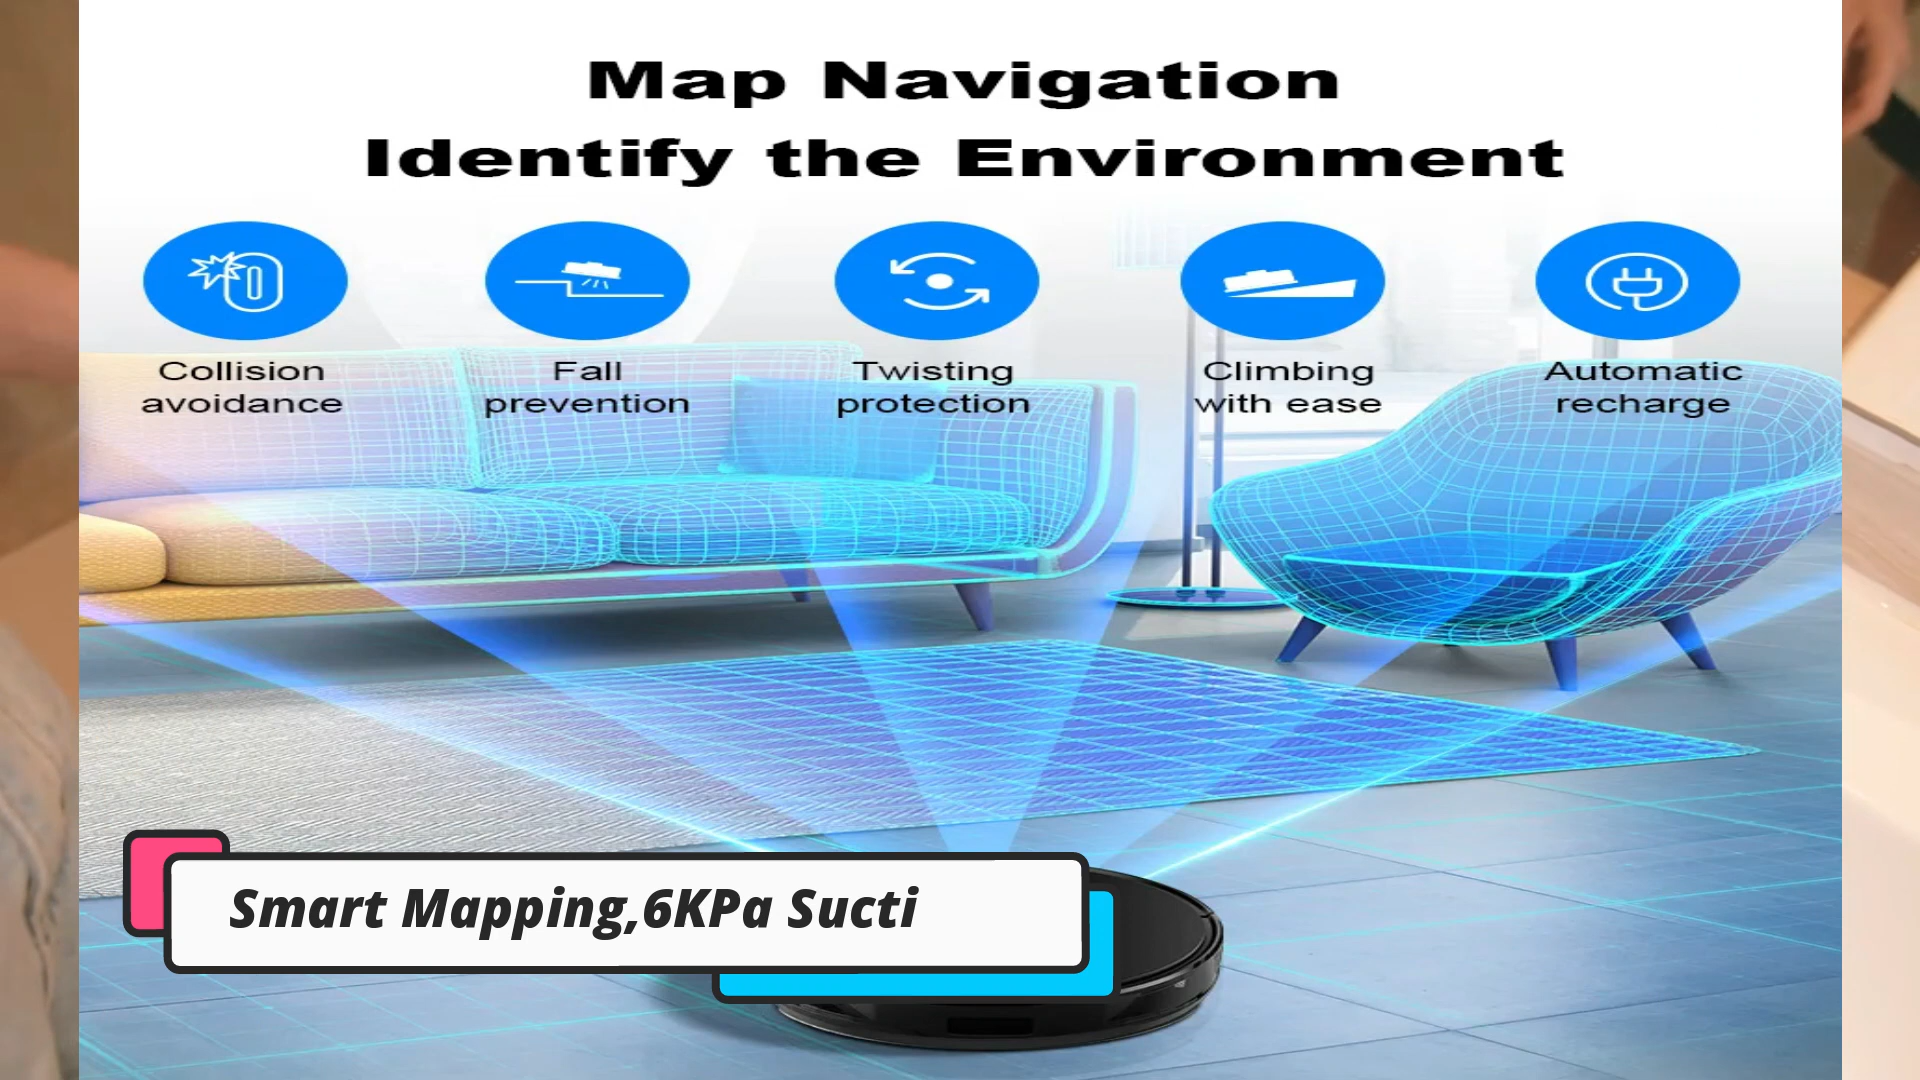 Map Navigation
Identify the Environment
Collision
avoidance
Fall
prevention
Twisting
protection
Climbing
with ease
Automatic
recharge
Smart Mapping,6KPa Sucti